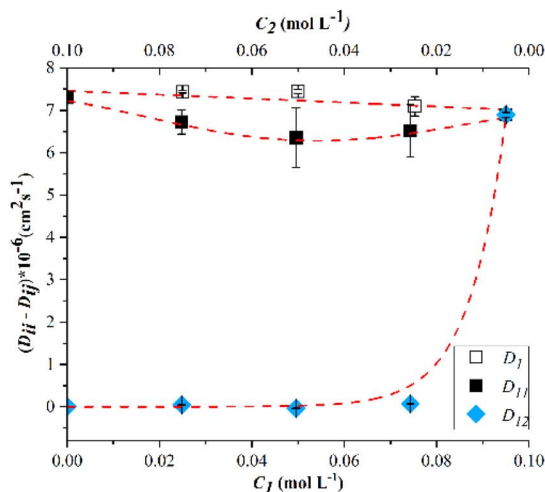 C2 (mol L-1)
0.10 0.08 0.06 0.04 0.02 0.00
8
7
6
5
4
3
2
1
0
-1
(Dii - Dij)*10-6(cm2s-1)
D1
D11
D12
0.00 0.02 0.04 0.06 0.08 0.10
C1 (mol L-1)